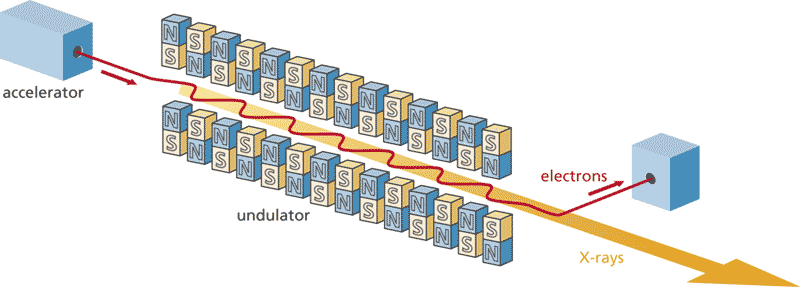 accelerator
N S N S N S N S N S N S N S
S N S N S N S N S N S N S N
N S N S N S N S N S N S N S
S N S N S N S N S N S N S N
undulator
electrons
X-rays